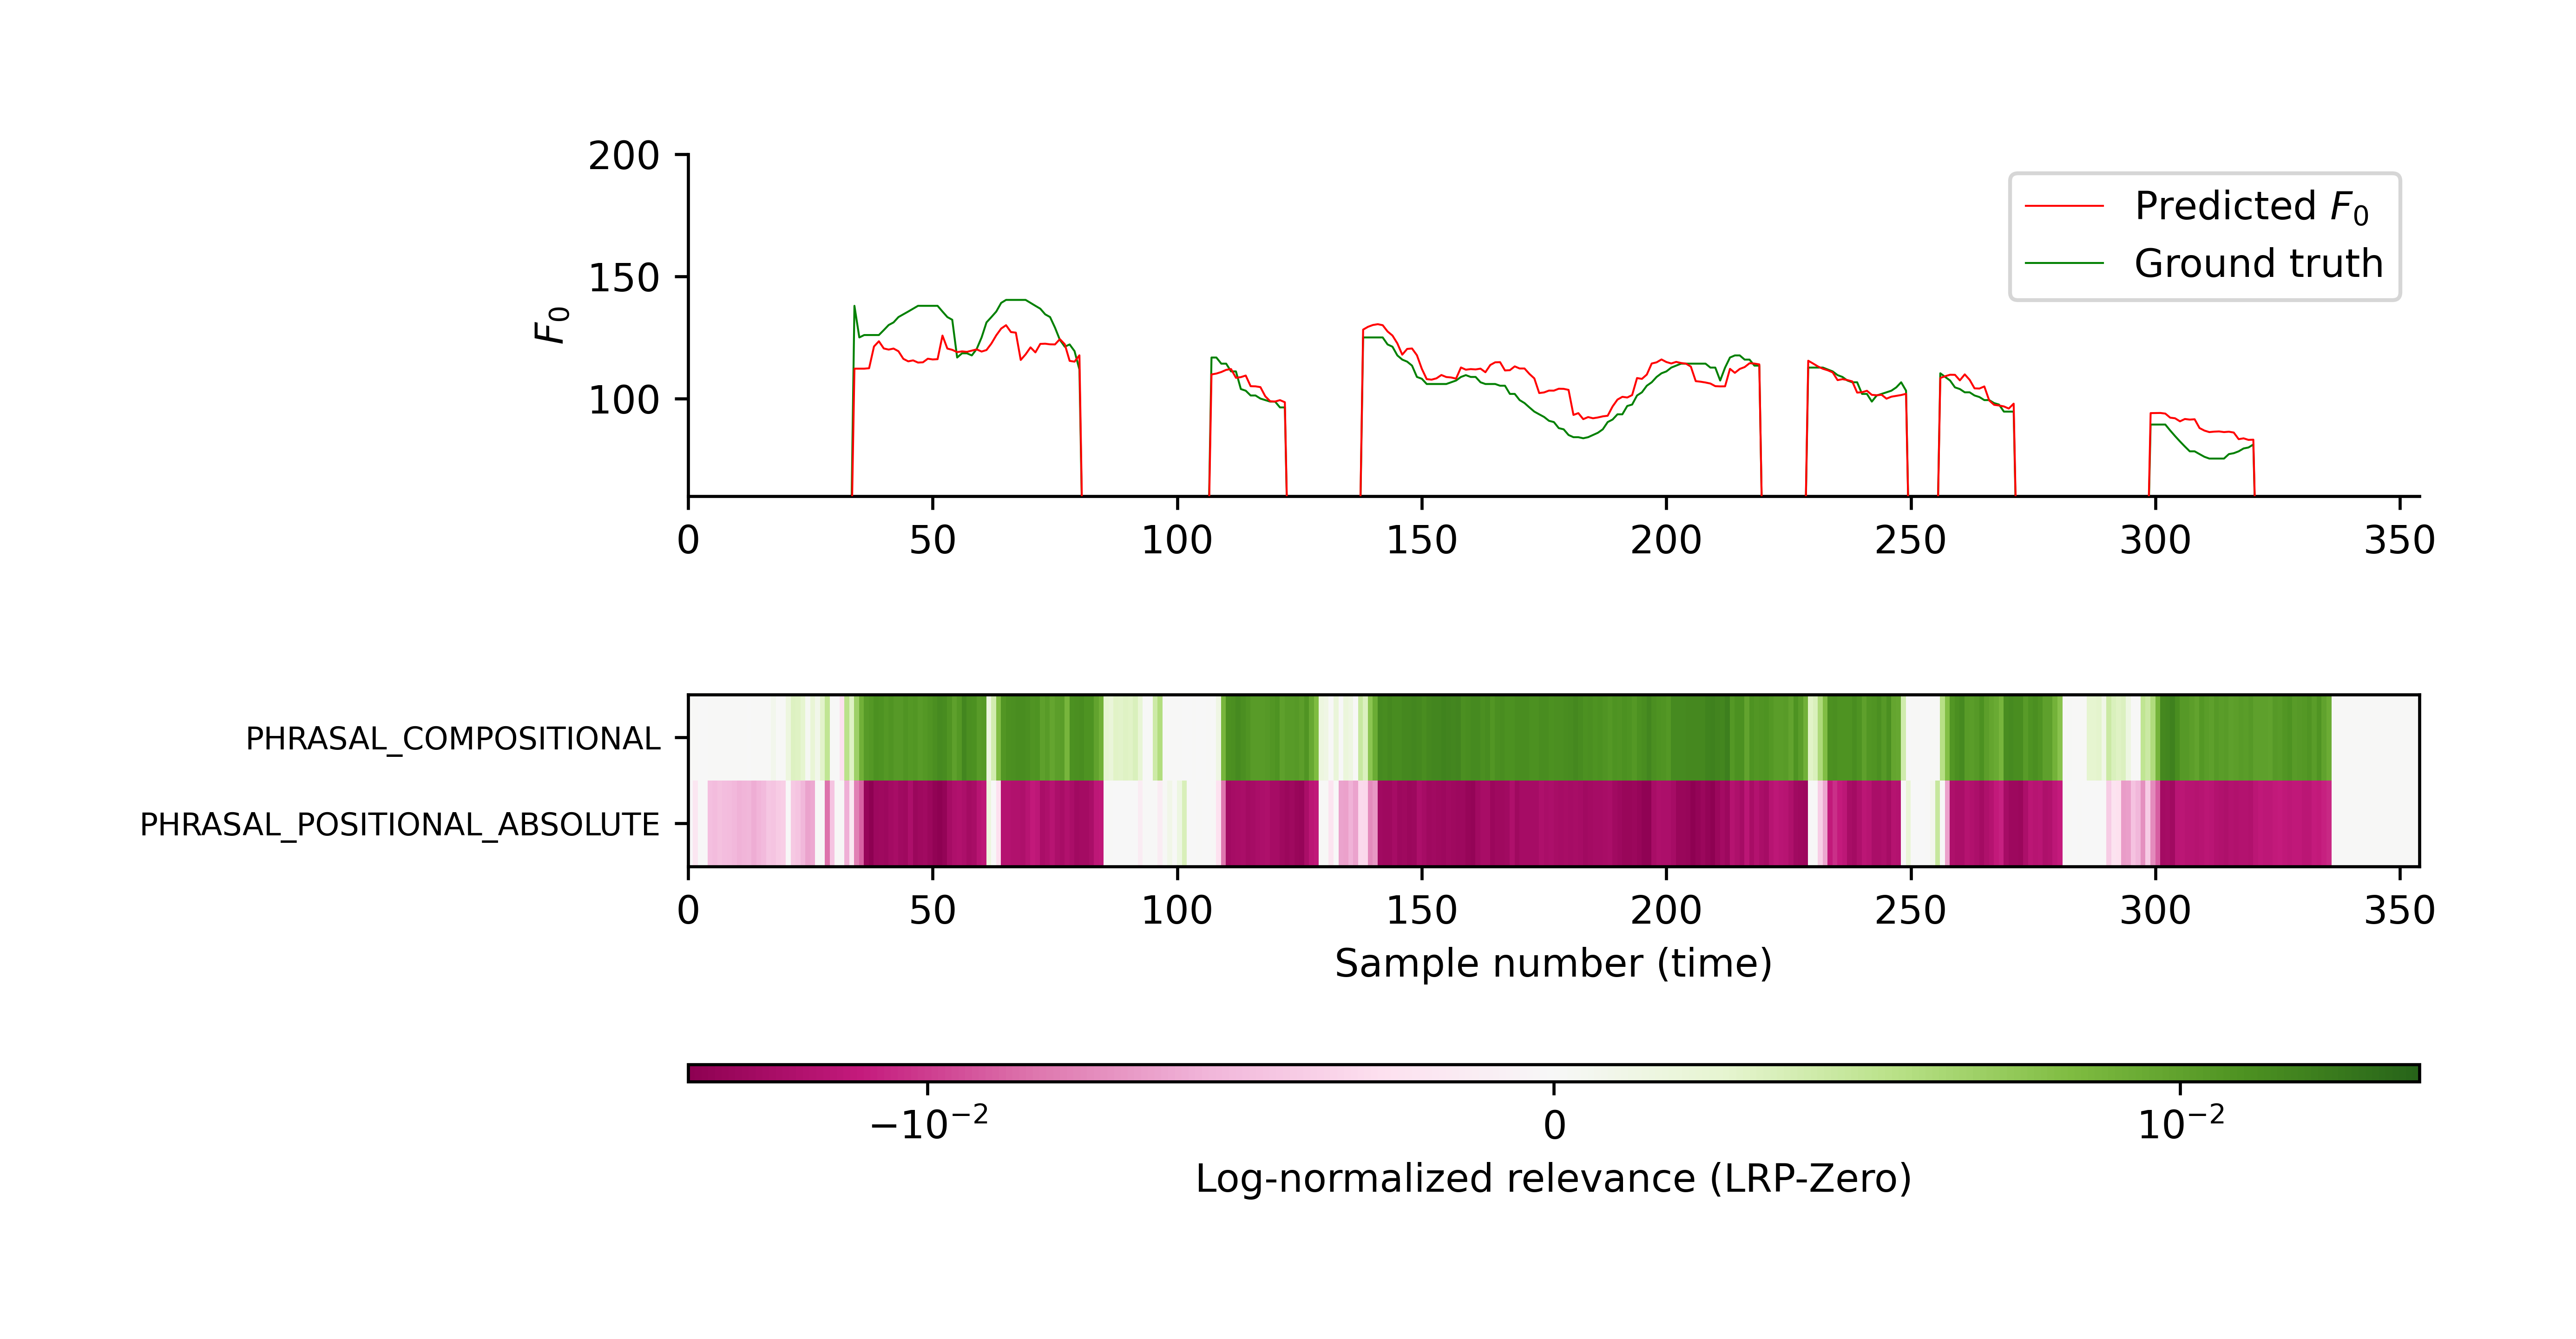 200
150
100
F₀
Predicted F₀
Ground truth
0 50 100 150 200 250 300 350
PHRASAL_COMPOSITIONAL
PHRASAL_POSITIONAL_ABSOLUTE
0 50 100 150 200 250 300 350
Sample number (time)
−10⁻² 0 10⁻²
Log-normalized relevance (LRP-Zero)